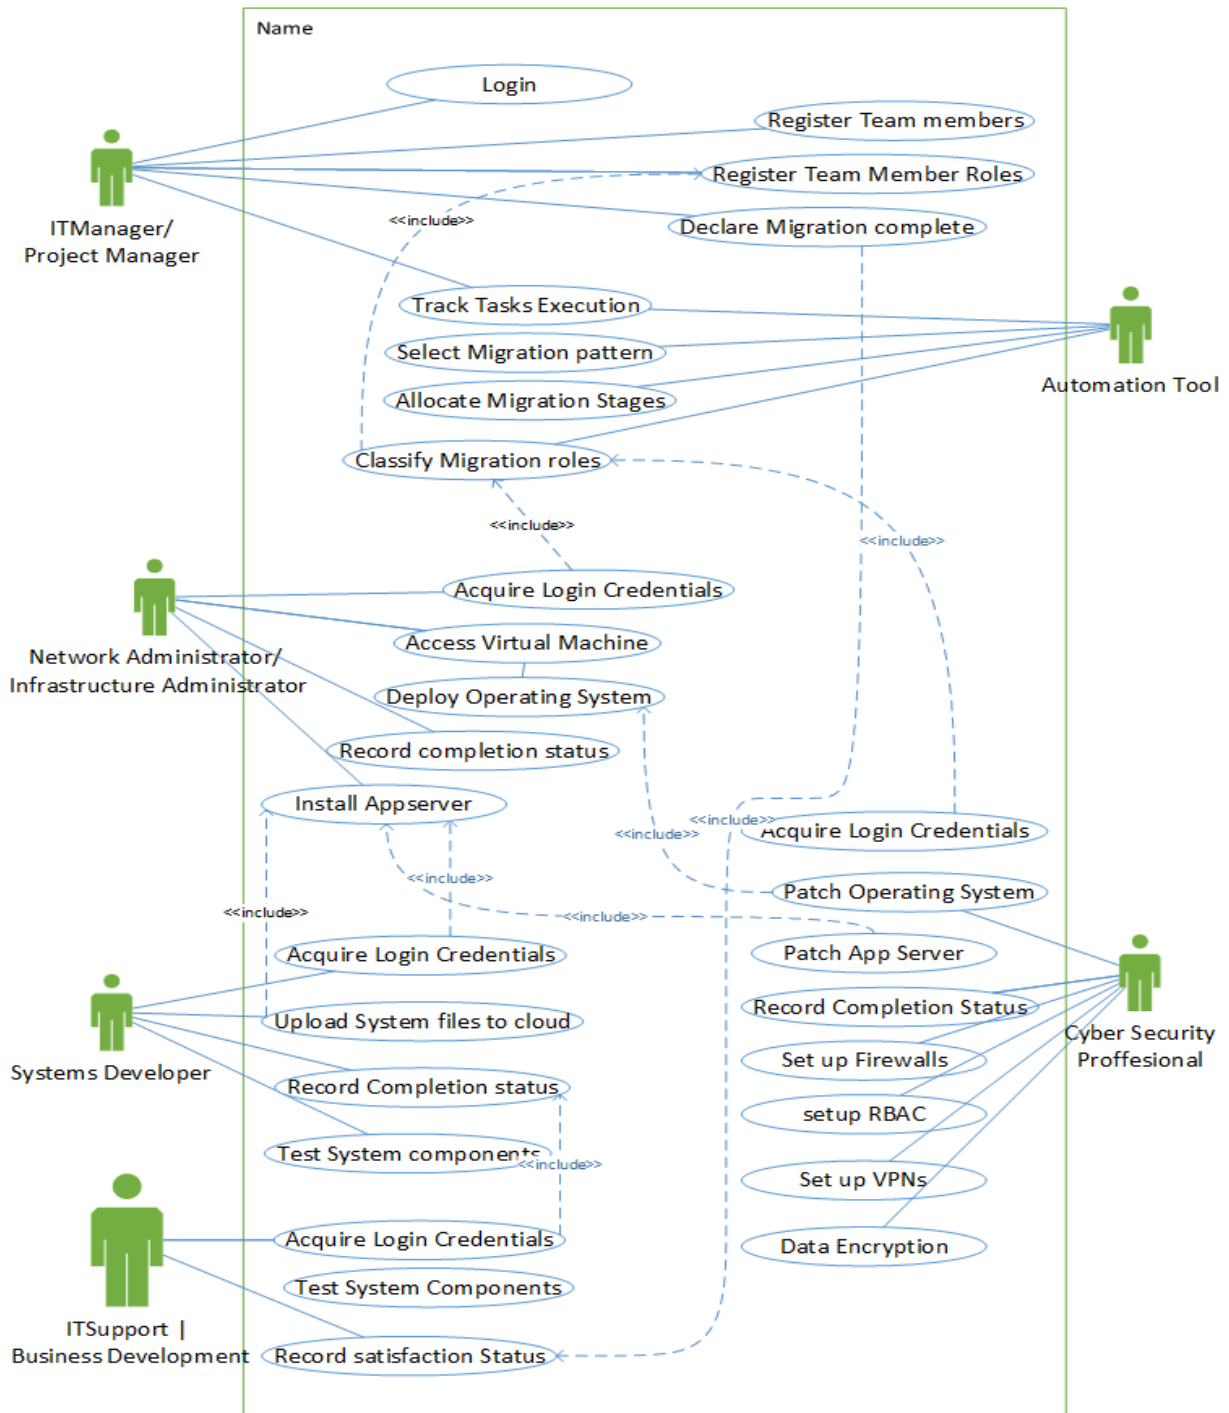 Name
Login
Register Team members
Register Team Member Roles
<<include>>
Declare Migration complete
ITManager/
Project Manager
Track Tasks Execution
Select Migration pattern
Automation Tool
Allocate Migration Stages
Classify Migration roles
<<include>>
<<include>>
Acquire Login Credentials
Access Virtual Machine
Network Administrator/
Infrastructure Administrator
Deploy Operating System
Record completion status
Install Appserver
<<include>>
<<include>>
Acquire Login Credentials
<<include>>
Patch Operating System
<<include>>
<<include>>
Acquire Login Credentials
Patch App Server
Record Completion Status
Upload System files to cloud
Cyber Security
Proffesional
Systems Developer
Set up Firewalls
Record Completion status
setup RBAC
Test System components
<<include>>
Set up VPNs
Acquire Login Credentials
Data Encryption
Test System Components
ITSupport |
Business Development
Record satisfaction Status